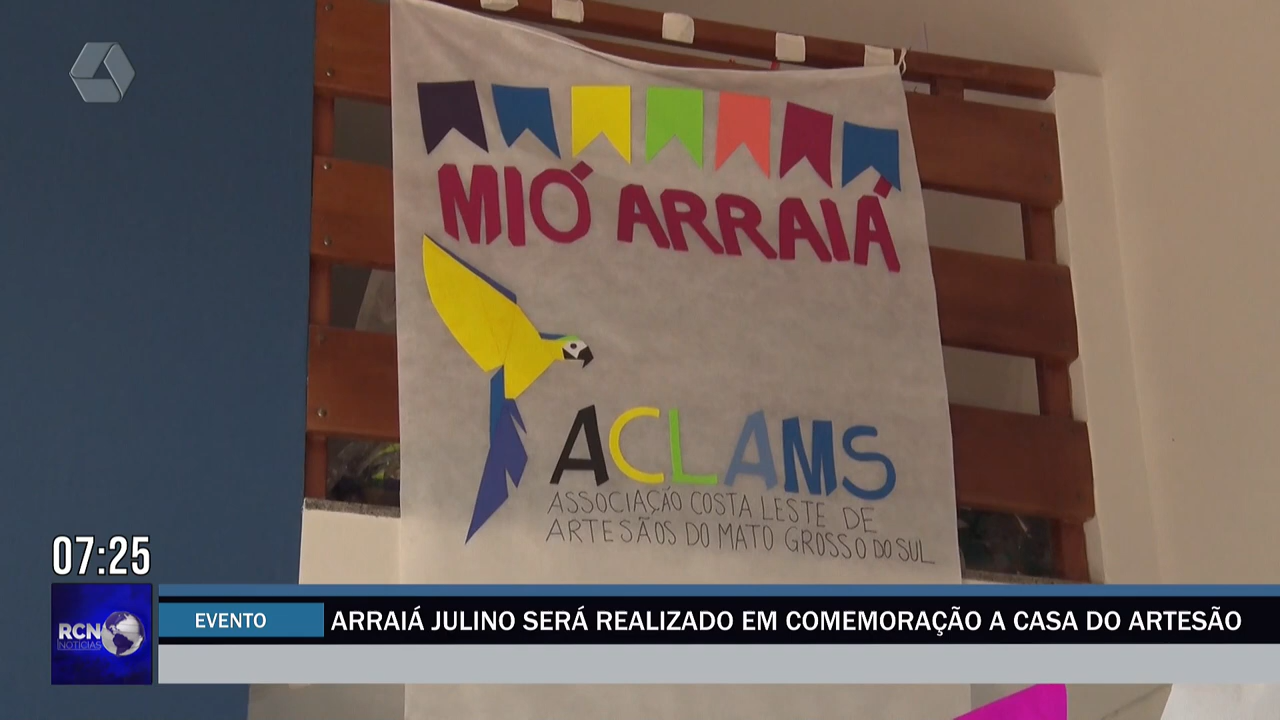 MIÓ ARRAIÁ
ACLAMS
ASSOCIAÇÃO COSTA LESTE DE
ARTESÃOS DO MATO GROSSO DO SUL
07:25
RCN
NOTÍCIAS
EVENTO
ARRAIÁ JULINO SERÁ REALIZADO EM COMEMORAÇÃO A CASA DO ARTESÃO